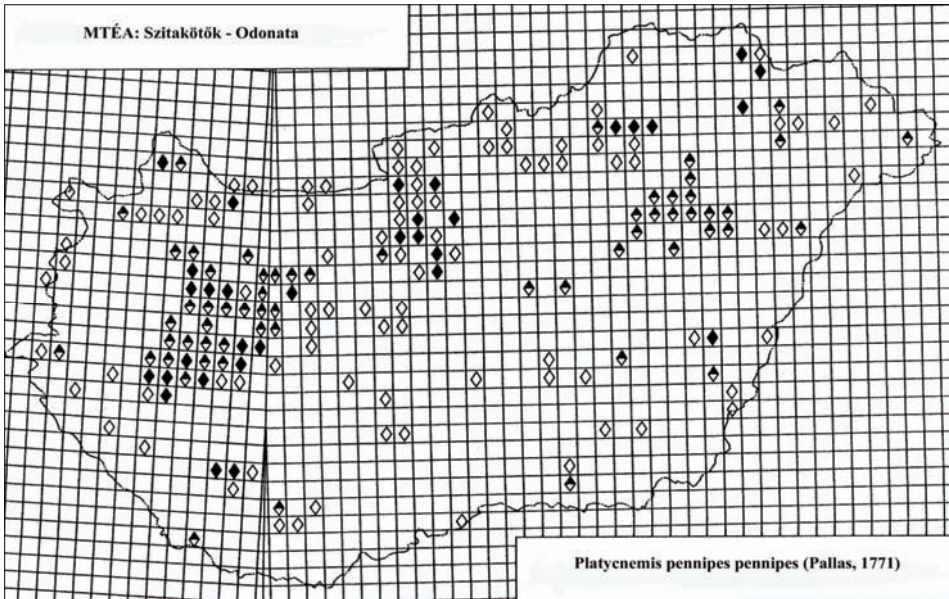 MTÉA: Szitakötők - Odonata
Platycnemis pennipes pennipes (Pallas, 1771)